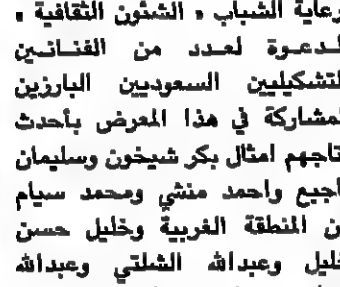 رعاية الشباب « الشئون الثقافية »
لدعوة لعدد من الفنانين
لتشكيليين السعوديين البارزين
لمشاركة في هذا المعرض بأحدث
تاجهم امثال بكر شيخون وسليمان
اجيع واحمد منشي ومحمد سيام
ن المنطقة الغربية وخليل حسن
خليل وعبدالله الشلتي وعبدالله